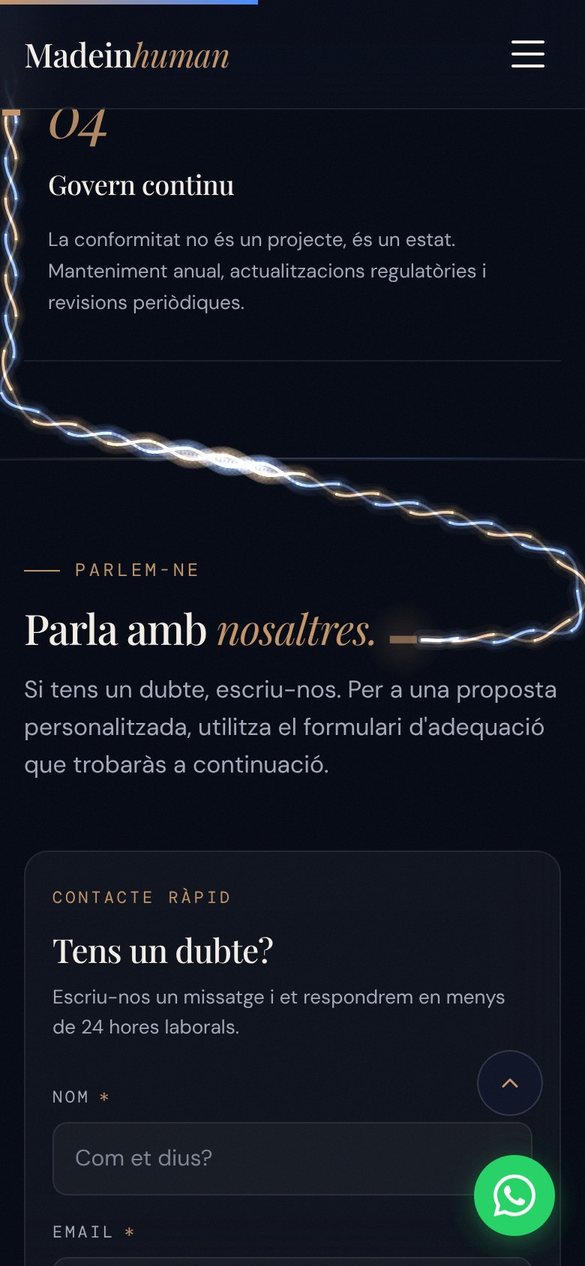 Madeinhuman
04
Govern continu
La conformitat no és un projecte, és un estat.
Manteniment anual, actualitzacions regulatòries i
revisions periòdiques.
PARLEM-NE
Parla amb nosaltres.
Si tens un dubte, escriu-nos. Per a una proposta
personalitzada, utilitza el formulari d'adequació
que trobaràs a continuació.
CONTACTE RÀPID
Tens un dubte?
Escriu-nos un missatge i et respondrem en menys
de 24 hores laborals.
NOM *
Com et dius?
EMAIL *